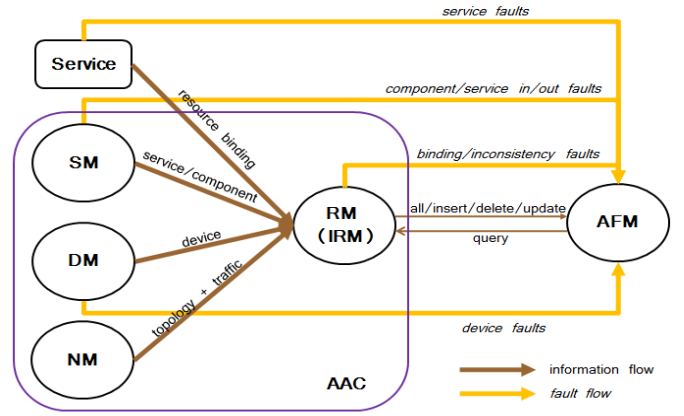 service faults
Service
component/service in/out faults
resource binding
SM
service/component
binding/inconsistency faults
RM
(IRM)
all/insert/delete/update
AFM
query
DM
device
topology + traffic
device faults
NM
AAC
information flow
fault flow